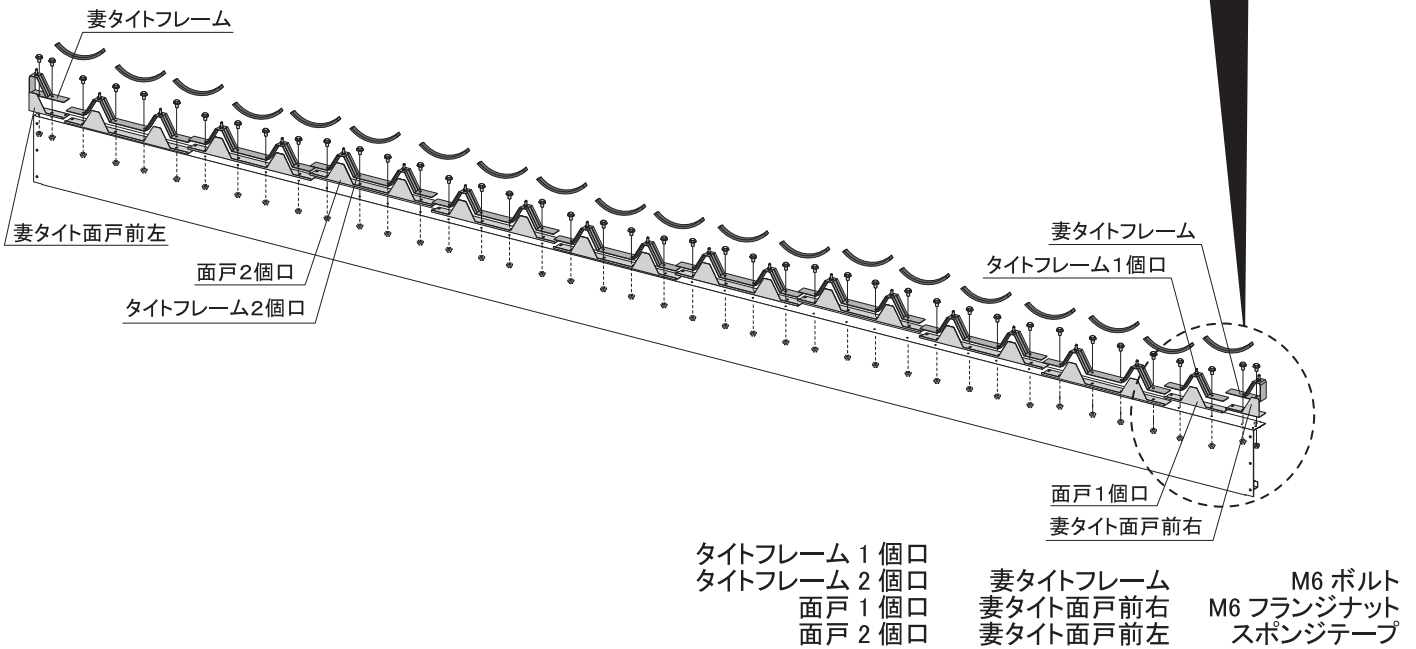 妻タイトフレーム
妻タイト面戸前左
面戸2個口
タイトフレーム2個口
妻タイトフレーム
タイトフレーム1個口
面戸1個口
妻タイト面戸前右
タイトフレーム 1 個口
タイトフレーム 2 個口 妻タイトフレーム M6 ボルト
面戸 1 個口 妻タイト面戸前右 M6 フランジナット
面戸 2 個口 妻タイト面戸前左 スポンジテープ